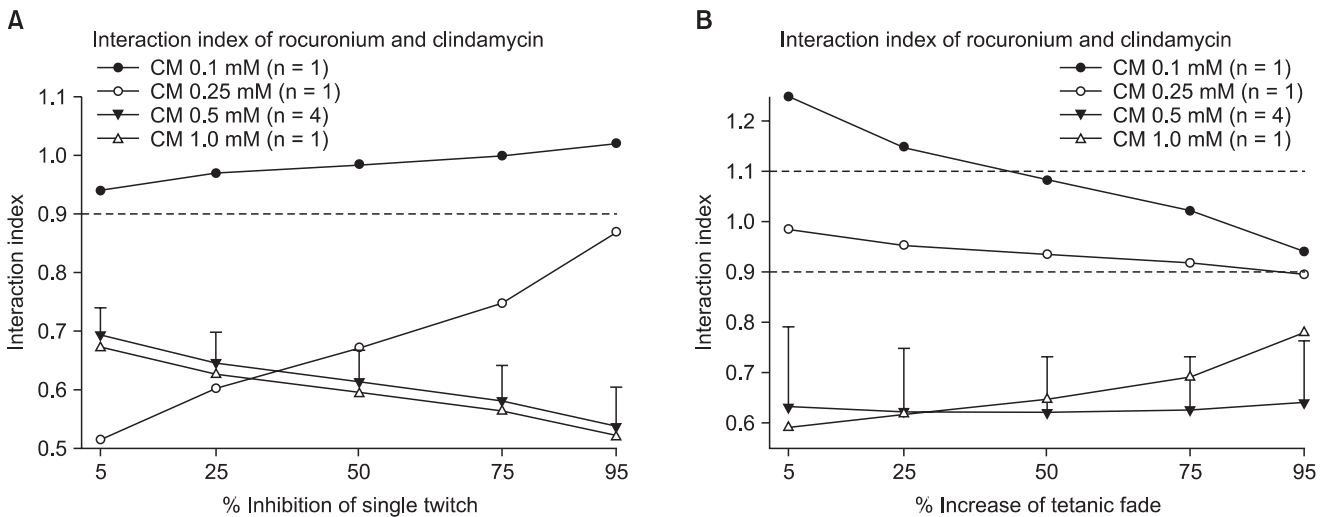 A
Interaction index of rocuronium and clindamycin
CM 0.1 mM (n = 1)
CM 0.25 mM (n = 1)
CM 0.5 mM (n = 4)
CM 1.0 mM (n = 1)
1.1
1.0
0.9
0.8
0.7
0.6
0.5
Interaction index
5 25 50 75 95
% Inhibition of single twitch
B
Interaction index of rocuronium and clindamycin
CM 0.1 mM (n = 1)
CM 0.25 mM (n = 1)
CM 0.5 mM (n = 4)
CM 1.0 mM (n = 1)
1.2
1.1
1.0
0.9
0.8
0.7
0.6
Interaction index
5 25 50 75 95
% Increase of tetanic fade